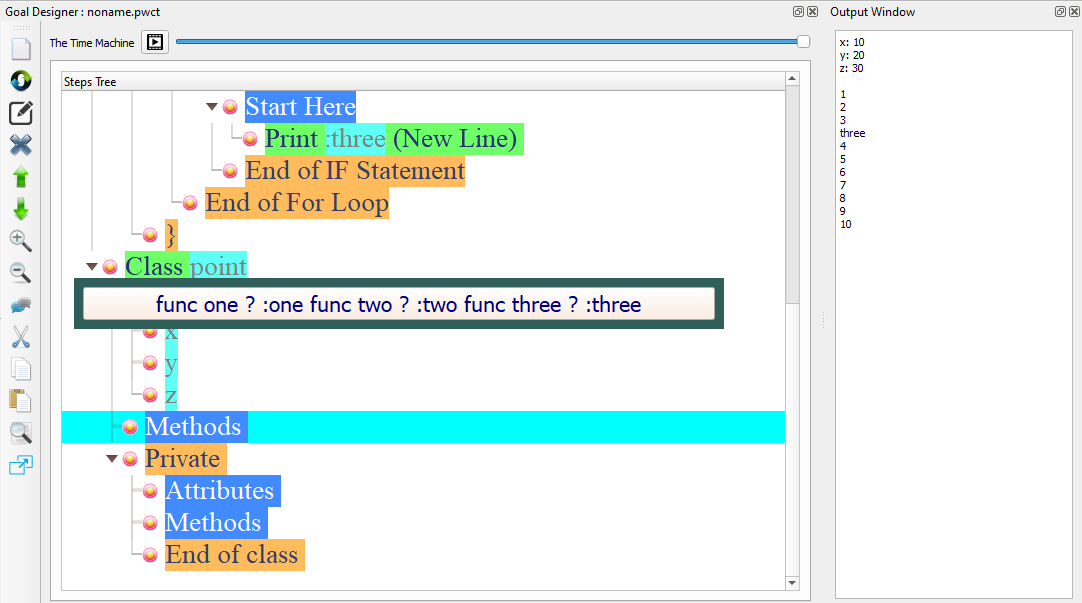 Goal Designer : noname.pwct
Output Window
The Time Machine
Steps Tree
Start Here
Print :three (New Line)
End of IF Statement
End of For Loop
}
Class point
func one ? :one func two ? :two func three ? :three
x
y
z
Methods
Private
Attributes
Methods
End of class
x: 10
y: 20
z: 30
1
2
3
three
4
5
6
7
8
9
10